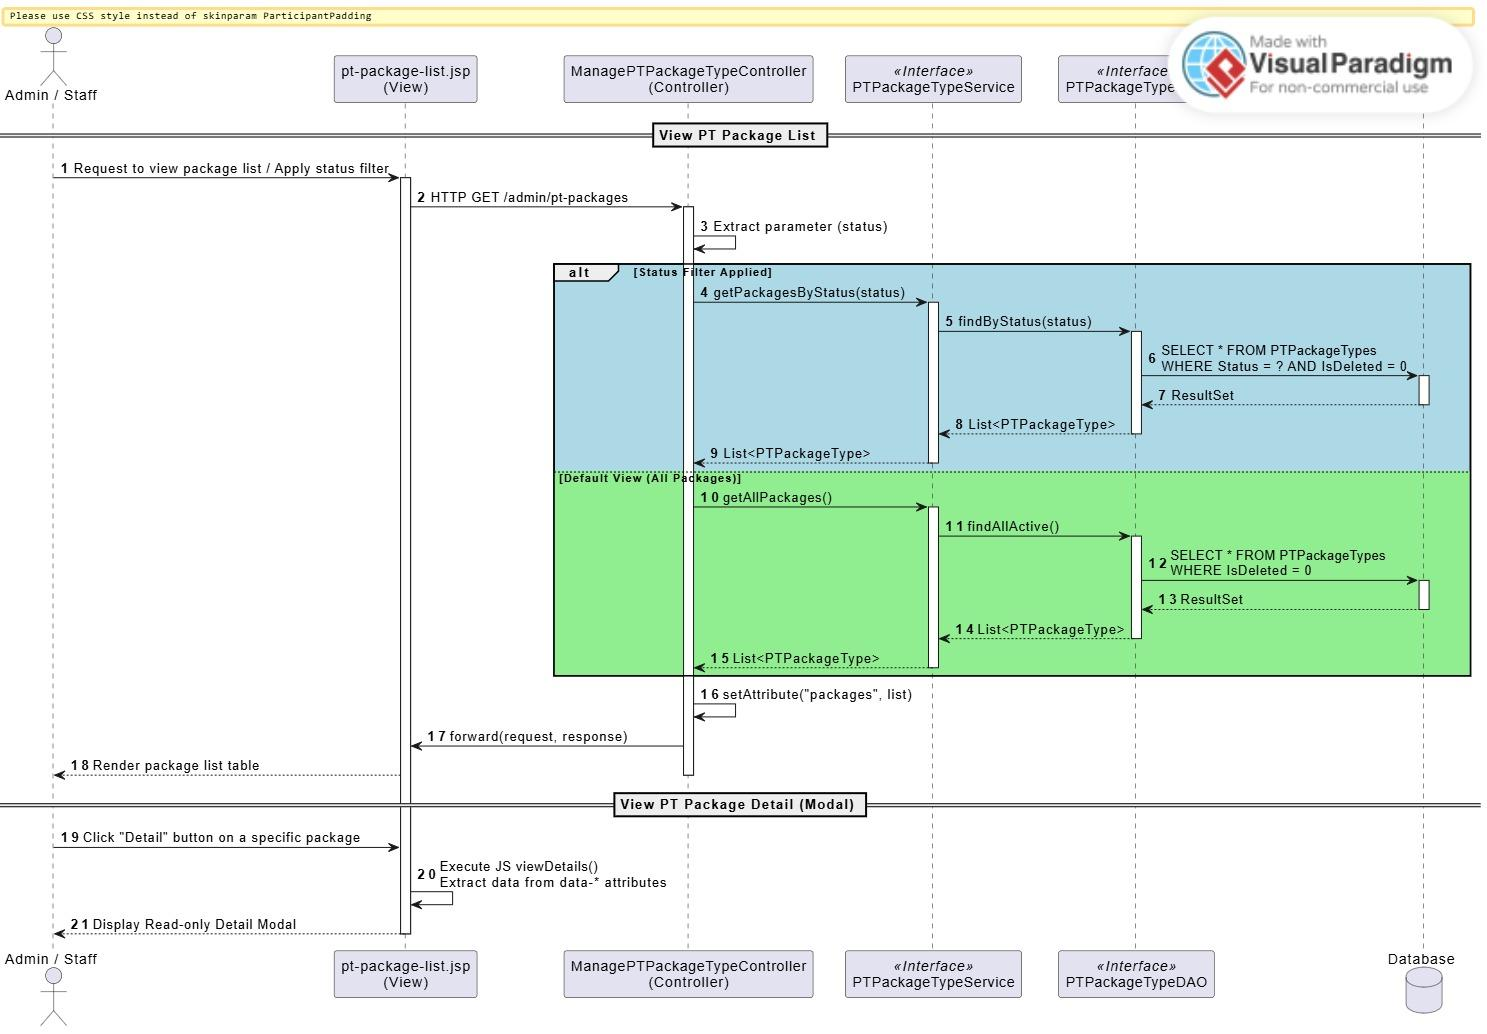 Please use CSS style instead of skinparam ParticipantPadding
Made with
VisualParadigm
For non-commercial use
Admin / Staff
pt-package-list.jsp
(View)
ManagePTPackageTypeController
(Controller)
«Interface»
PTPackageTypeService
«Interface
PTPackageType
View PT Package List
1 Request to view package list / Apply status filter
2 HTTP GET /admin/pt-packages
3 Extract parameter (status)
alt [Status Filter Applied]
4 getPackagesByStatus(status)
5 findByStatus(status)
6 SELECT * FROM PTPackageTypes
WHERE Status = ? AND IsDeleted = 0
7 ResultSet
8 List<PTPackageType>
9 List<PTPackageType>
[Default View (All Packages)]
10 getAllPackages()
11 findAllActive()
12 SELECT * FROM PTPackageTypes
WHERE IsDeleted = 0
13 ResultSet
14 List<PTPackageType>
15 List<PTPackageType>
16 setAttribute("packages", list)
17 forward(request, response)
18 Render package list table
View PT Package Detail (Modal)
19 Click "Detail" button on a specific package
20 Execute JS viewDetails()
Extract data from data-* attributes
21 Display Read-only Detail Modal
Admin / Staff
pt-package-list.jsp
(View)
ManagePTPackageTypeController
(Controller)
«Interface»
PTPackageTypeService
«Interface»
PTPackageTypeDAO
Database